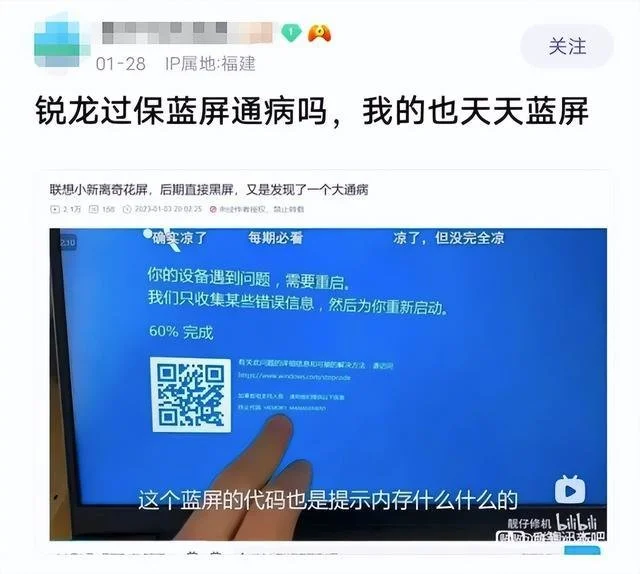 关注
01-28 IP属地:福建
锐龙过保蓝屏通病吗，我的也天天蓝屏
联想小新离奇花屏，后期直接黑屏，又是发现了一个大通病
2.1万 158 2023-01-03 20:02:25 未经作者授权，禁止转载
确实凉了 每期必看 凉了，但没完全凉
你的设备遇到问题，需要重启。
我们只收集某些错误信息，然后为你重新启动。
60% 完成
有关此问题的详细信息和可能的解决方法，请访问
https://www.windows.com/stopcode
如果致电支持人员，请向他们提供以下信息
终止代码: MEMORY_MANAGEMENT
这个蓝屏的代码也是提示内存什么什么的
靓仔修机 bilibili